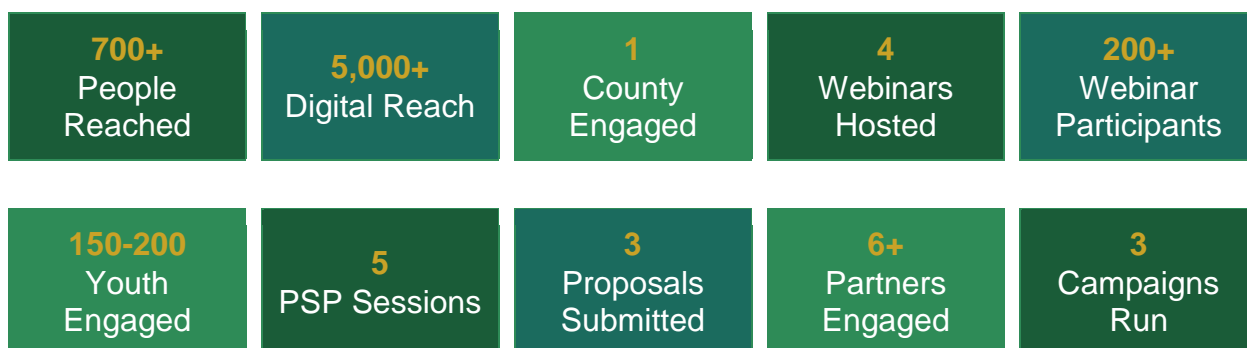 700+
People
Reached
5,000+
Digital Reach
1
County
Engaged
4
Webinars
Hosted
200+
Webinar
Participants
150-200
Youth
Engaged
5
PSP Sessions
3
Proposals
Submitted
6+
Partners
Engaged
3
Campaigns
Run